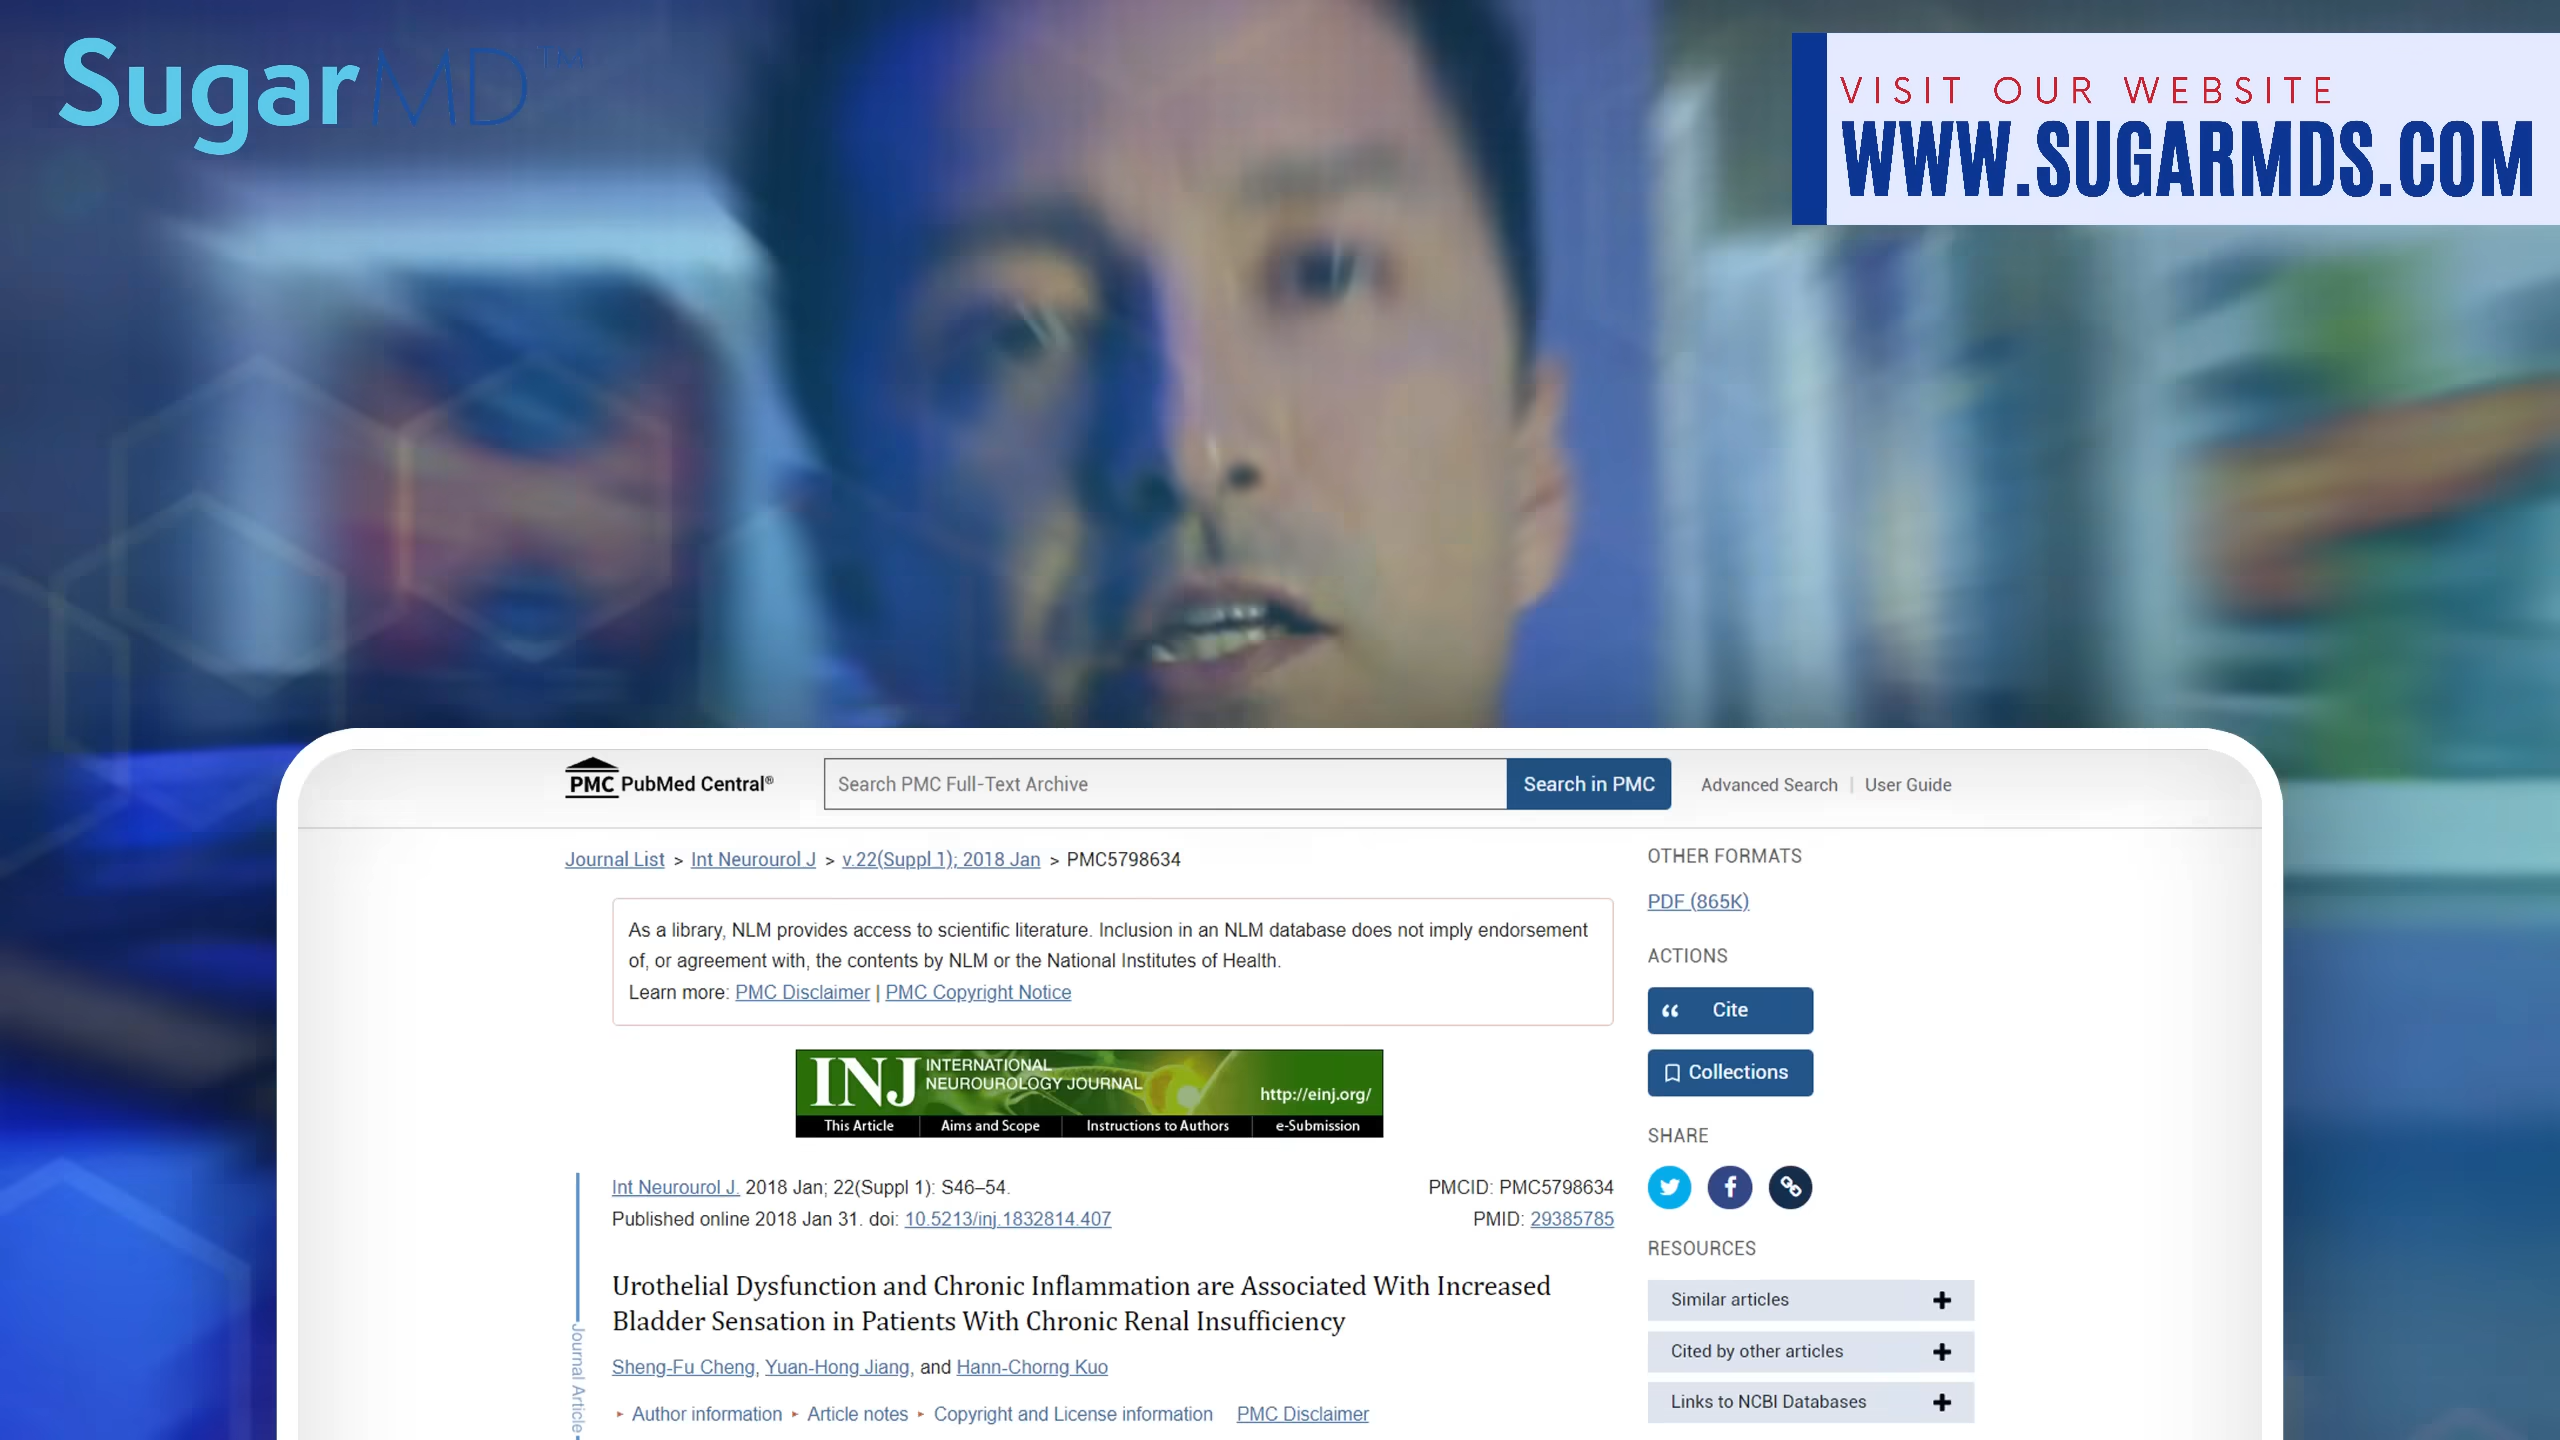 SugarMD™
VISIT OUR WEBSITE
WWW.SUGARMDS.COM
PMC PubMed Central®
Search PMC Full-Text Archive
Search in PMC
Advanced Search | User Guide
Journal List > Int Neurourol J > v.22(Suppl 1); 2018 Jan > PMC5798634
As a library, NLM provides access to scientific literature. Inclusion in an NLM database does not imply endorsement
of, or agreement with, the contents by NLM or the National Institutes of Health.
Learn more: PMC Disclaimer | PMC Copyright Notice
INJ INTERNATIONAL
NEUROUROLOGY JOURNAL
http://einj.org/
This Article | Aims and Scope | Instructions to Authors | e-Submission
Int Neurourol J. 2018 Jan; 22(Suppl 1): S46–54.
PMCID: PMC5798634
Published online 2018 Jan 31. doi: 10.5213/inj.1832814.407
PMID: 29385785
Urothelial Dysfunction and Chronic Inflammation are Associated With Increased
Bladder Sensation in Patients With Chronic Renal Insufficiency
Sheng-Fu Cheng, Yuan-Hong Jiang, and Hann-Chorng Kuo
▸ Author information ▸ Article notes ▸ Copyright and License information PMC Disclaimer
Journal Article
OTHER FORMATS
PDF (865K)
ACTIONS
Cite
Collections
SHARE
RESOURCES
Similar articles
Cited by other articles
Links to NCBI Databases